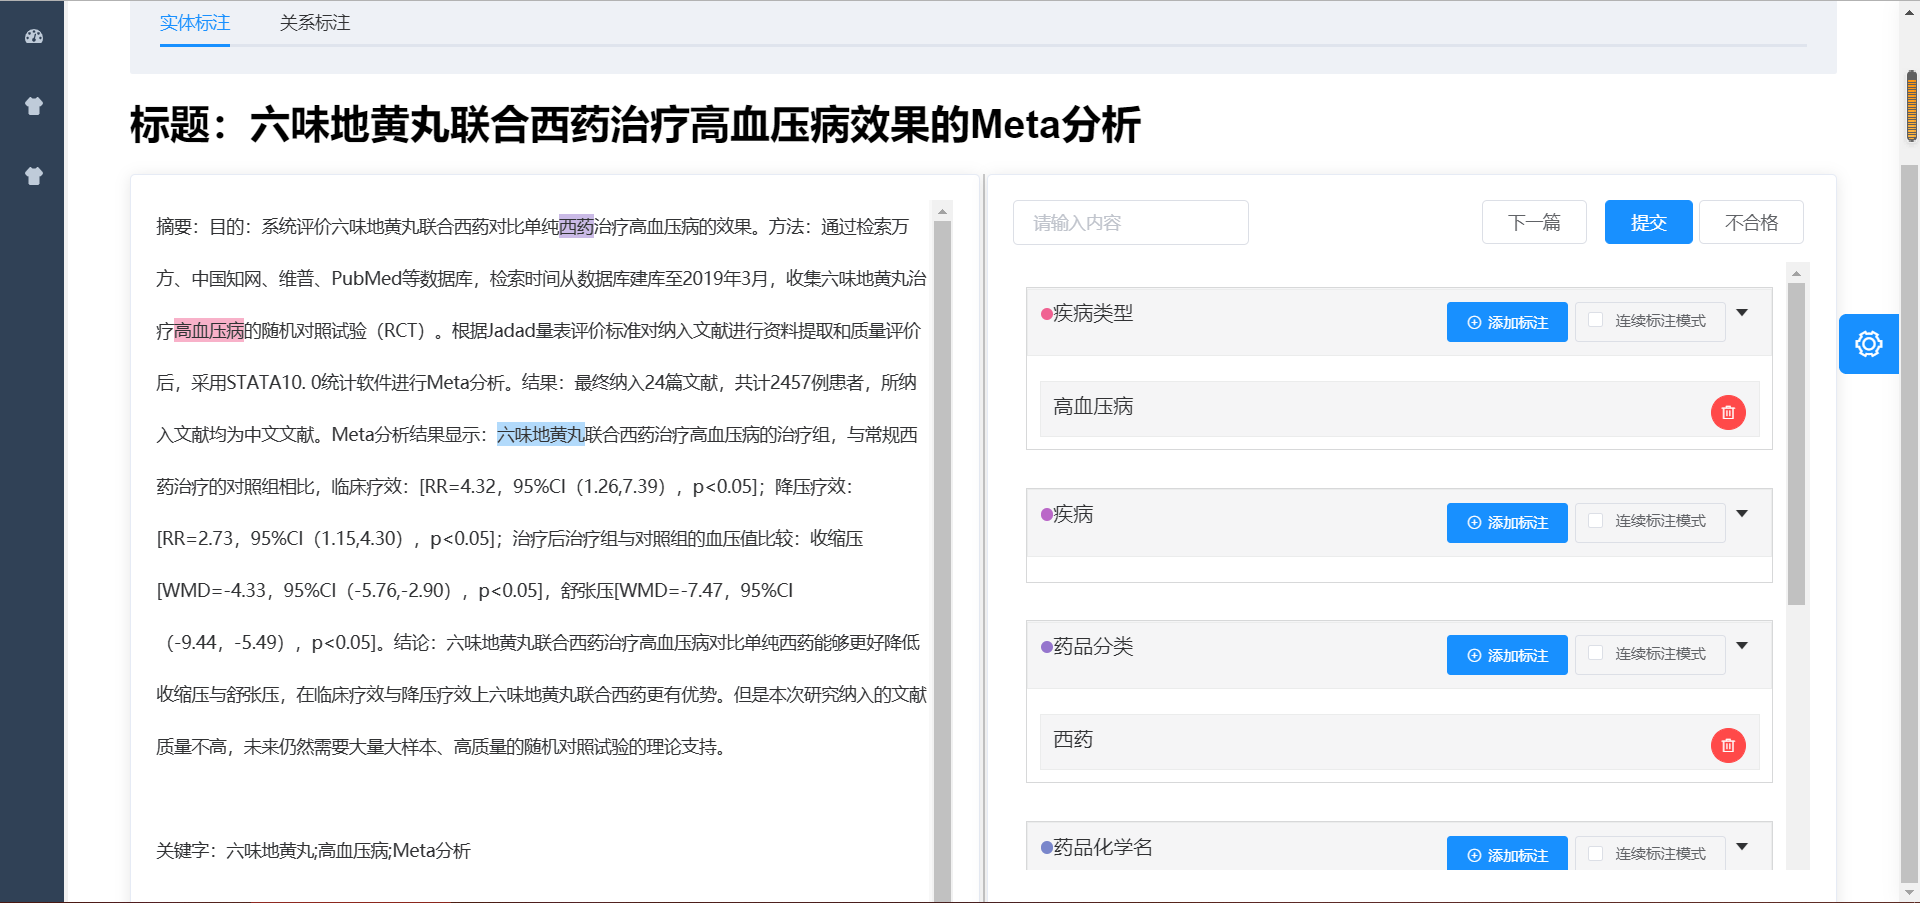 实体标注
关系标注
标题：六味地黄丸联合西药治疗高血压病效果的Meta分析
摘要：目的：系统评价六味地黄丸联合西药对比单纯西药治疗高血压病的效果。方法：通过检索万
方、中国知网、维普、PubMed等数据库，检索时间从数据库建库至2019年3月，收集六味地黄丸治
疗高血压病的随机对照试验（RCT）。根据Jadad量表评价标准对纳入文献进行资料提取和质量评价
后，采用STATA10. 0统计软件进行Meta分析。结果：最终纳入24篇文献，共计2457例患者，所纳
入文献均为中文文献。Meta分析结果显示：六味地黄丸联合西药治疗高血压病的治疗组，与常规西
药治疗的对照组相比，临床疗效：[RR=4.32，95%CI（1.26,7.39），p<0.05]；降压疗效：
[RR=2.73，95%CI（1.15,4.30），p<0.05]；治疗后治疗组与对照组的血压值比较：收缩压
[WMD=-4.33，95%CI（-5.76,-2.90），p<0.05]，舒张压[WMD=-7.47，95%CI
（-9.44，-5.49），p<0.05]。结论：六味地黄丸联合西药治疗高血压病对比单纯西药能够更好降低
收缩压与舒张压，在临床疗效与降压疗效上六味地黄丸联合西药更有优势。但是本次研究纳入的文献
质量不高，未来仍然需要大量大样本、高质量的随机对照试验的理论支持。
关键字：六味地黄丸;高血压病;Meta分析
请输入内容
下一篇
提交
不合格
疾病类型
添加标注
连续标注模式
高血压病
疾病
添加标注
连续标注模式
药品分类
添加标注
连续标注模式
西药
药品化学名
添加标注
连续标注模式